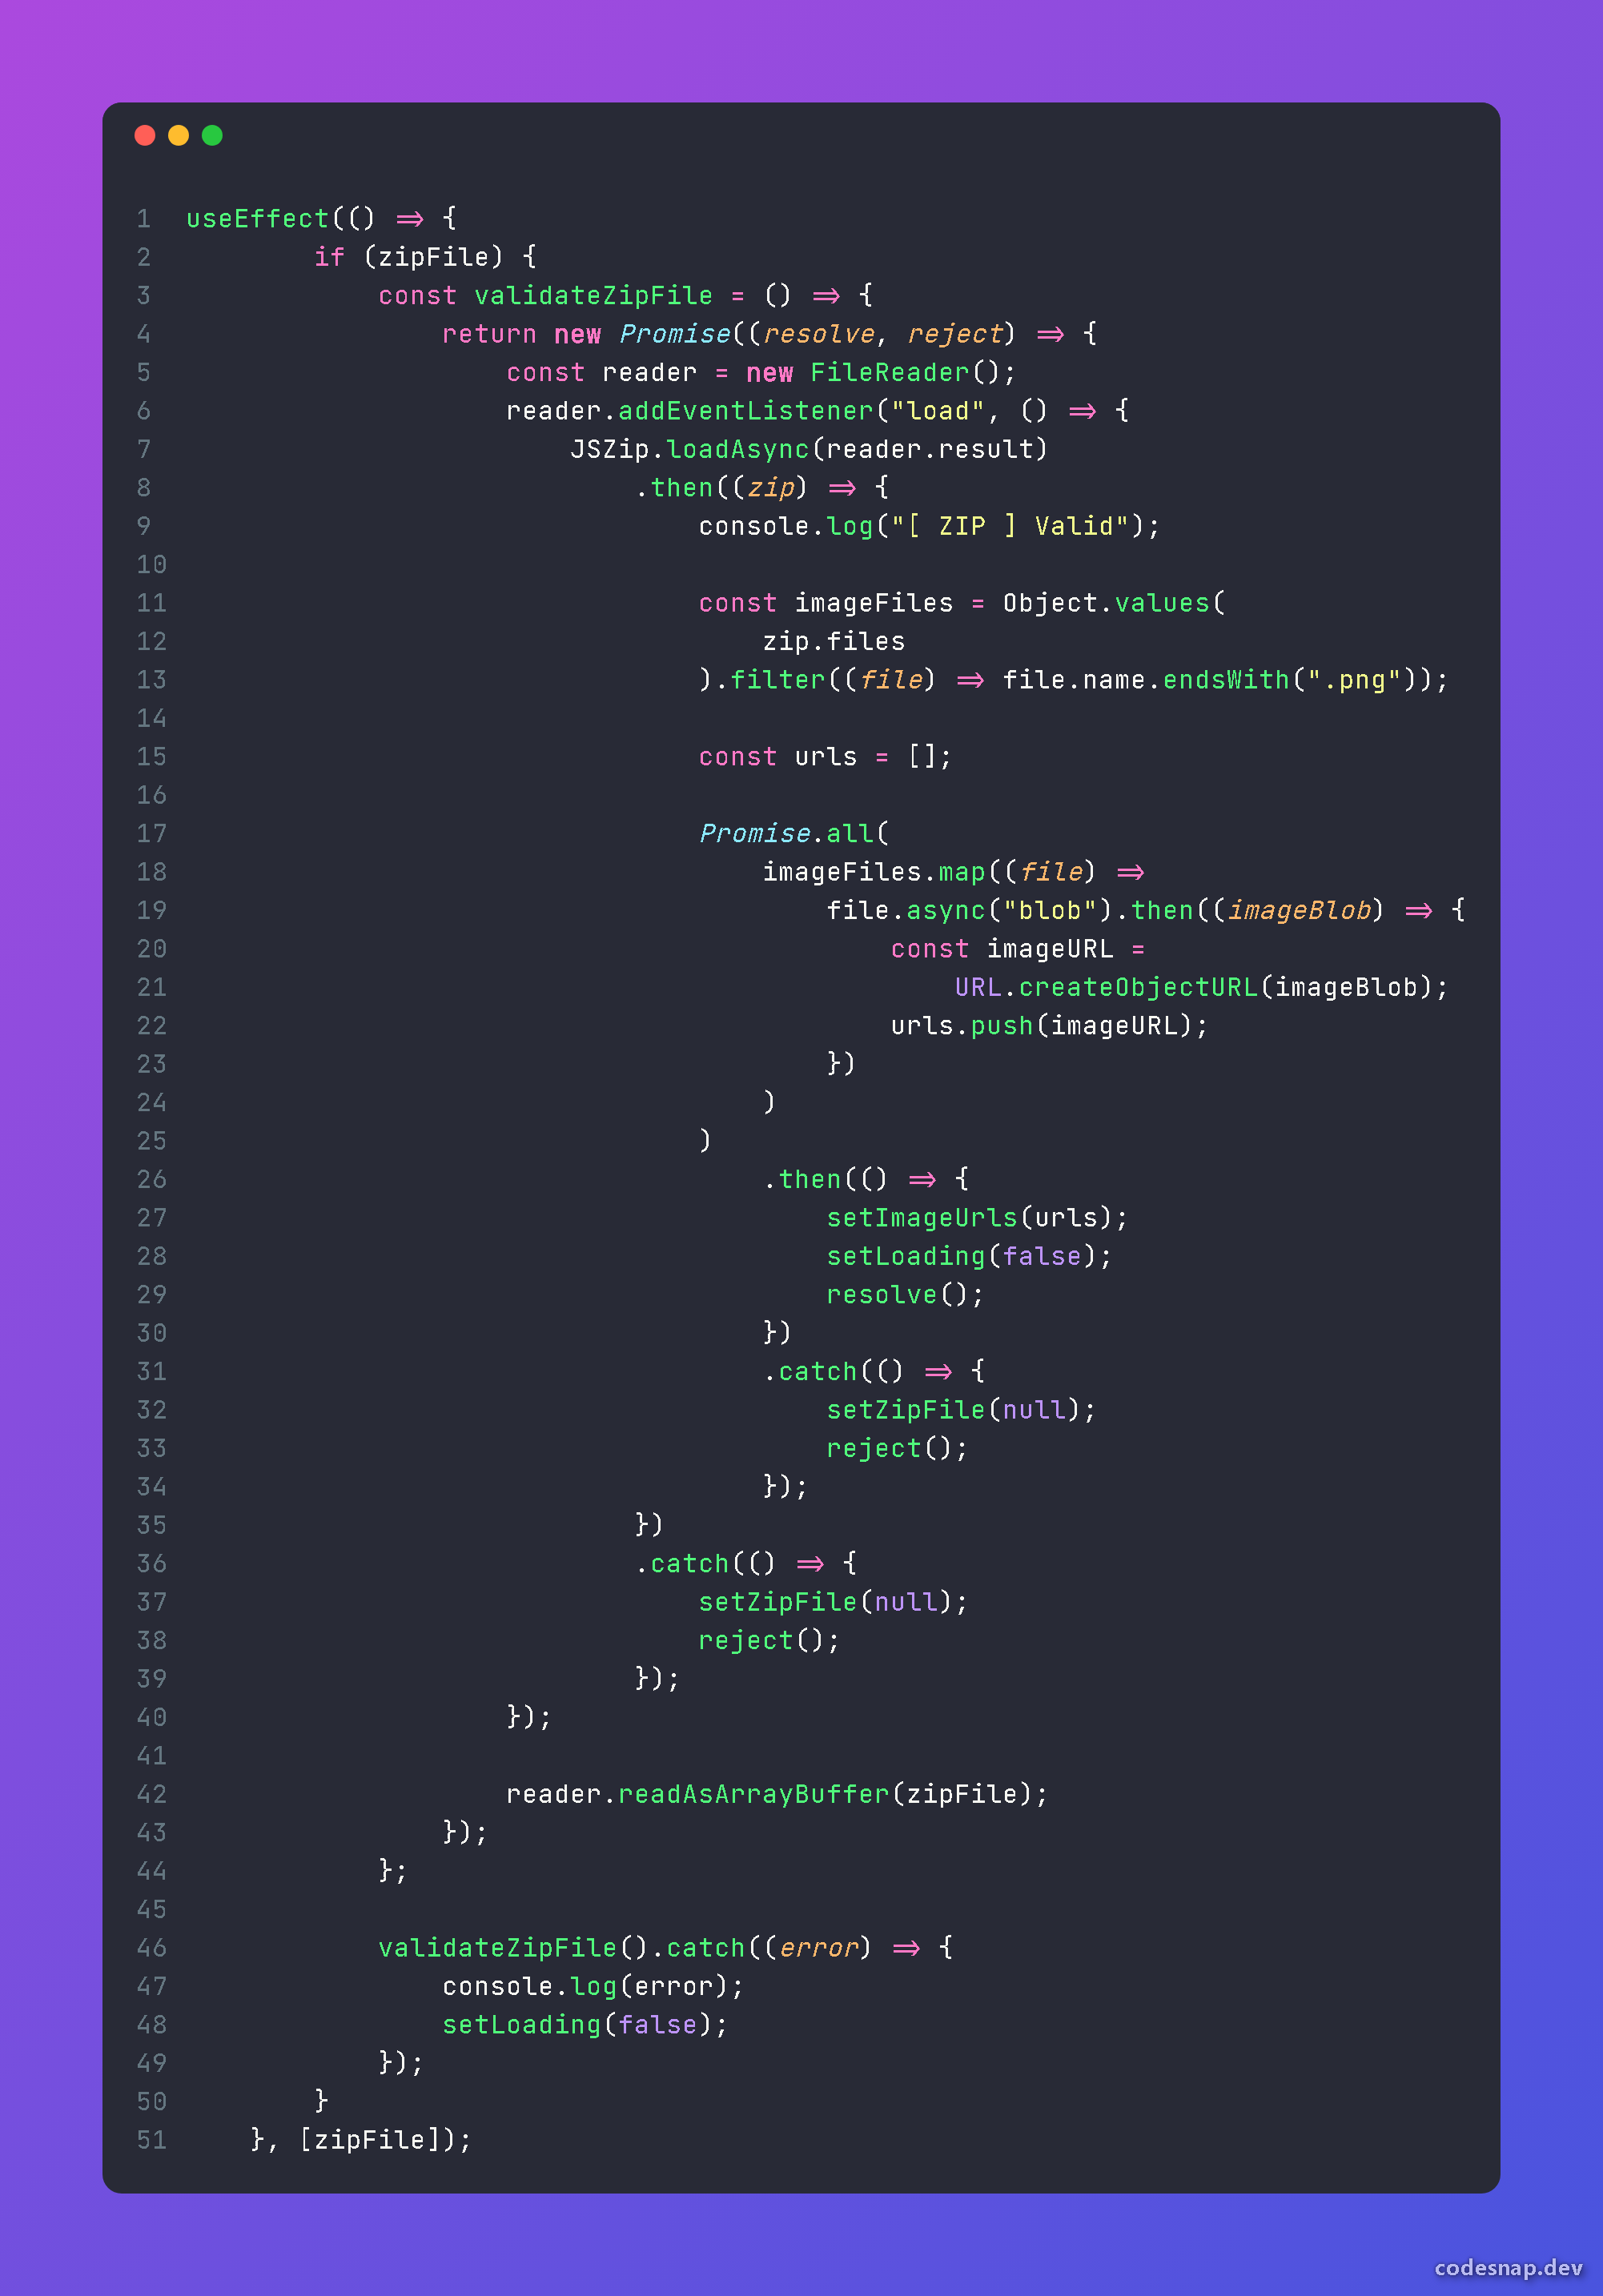 1 useEffect(() => {
2 if (zipFile) {
3 const validateZipFile = () => {
4 return new Promise((resolve, reject) => {
5 const reader = new FileReader();
6 reader.addEventListener("load", () => {
7 JSZip.loadAsync(reader.result)
8 .then((zip) => {
9 console.log("[ ZIP ] Valid");
10
11 const imageFiles = Object.values(
12 zip.files
13 ).filter((file) => file.name.endsWith(".png"));
14
15 const urls = [];
16
17 Promise.all(
18 imageFiles.map((file) =>
19 file.async("blob").then((imageBlob) => {
20 const imageURL =
21 URL.createObjectURL(imageBlob);
22 urls.push(imageURL);
23 })
24 )
25 )
26 .then(() => {
27 setImageUrls(urls);
28 setLoading(false);
29 resolve();
30 })
31 .catch(() => {
32 setZipFile(null);
33 reject();
34 });
35 })
36 .catch(() => {
37 setZipFile(null);
38 reject();
39 });
40 });
41
42 reader.readAsArrayBuffer(zipFile);
43 });
44 };
45
46 validateZipFile().catch((error) => {
47 console.log(error);
48 setLoading(false);
49 });
50 }
51 }, [zipFile]);
codesnap.dev